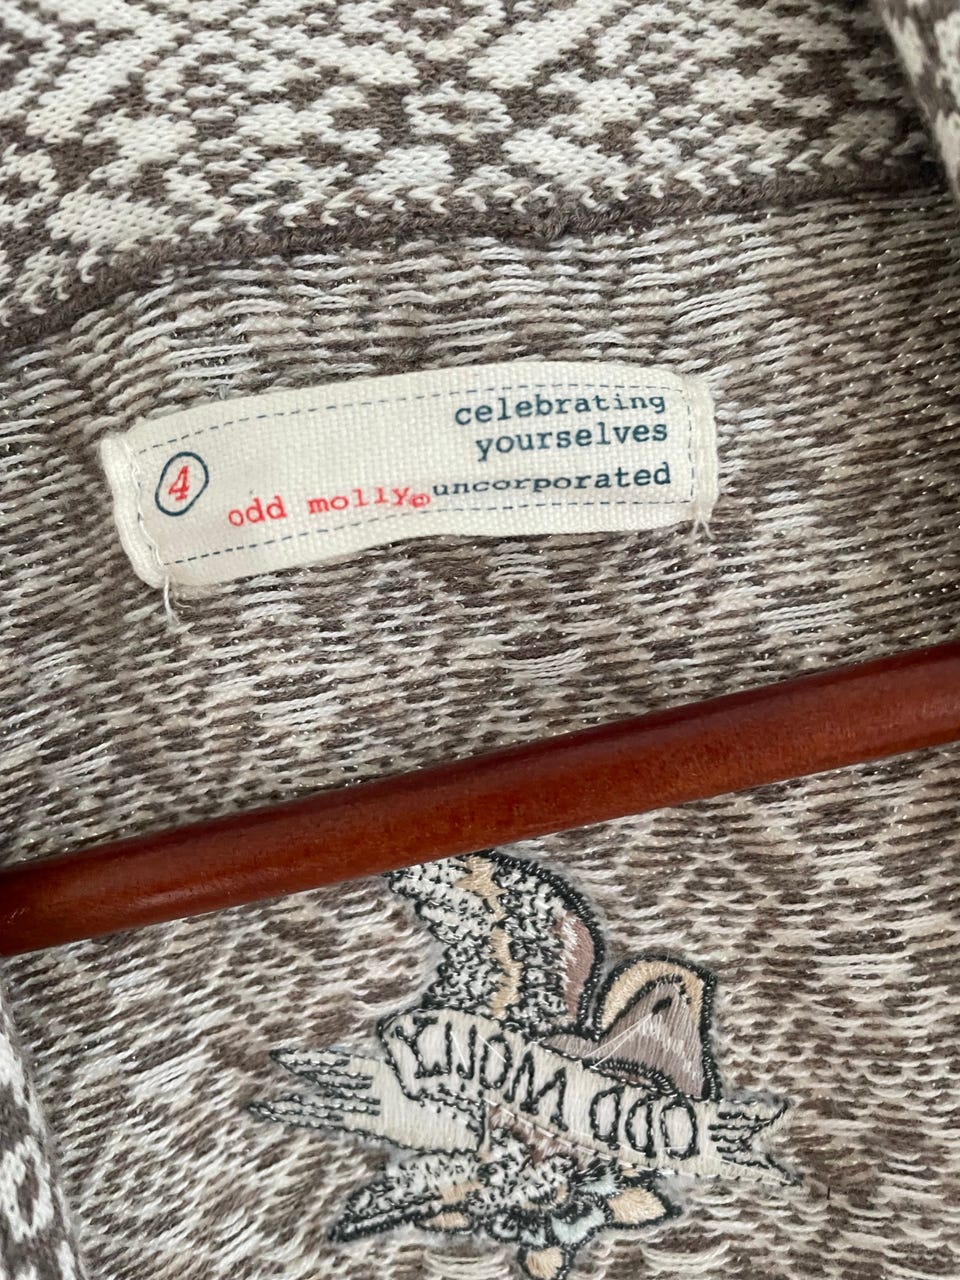 celebrating
yourselves
4 odd molly© uncorporated
ODD MOLLY